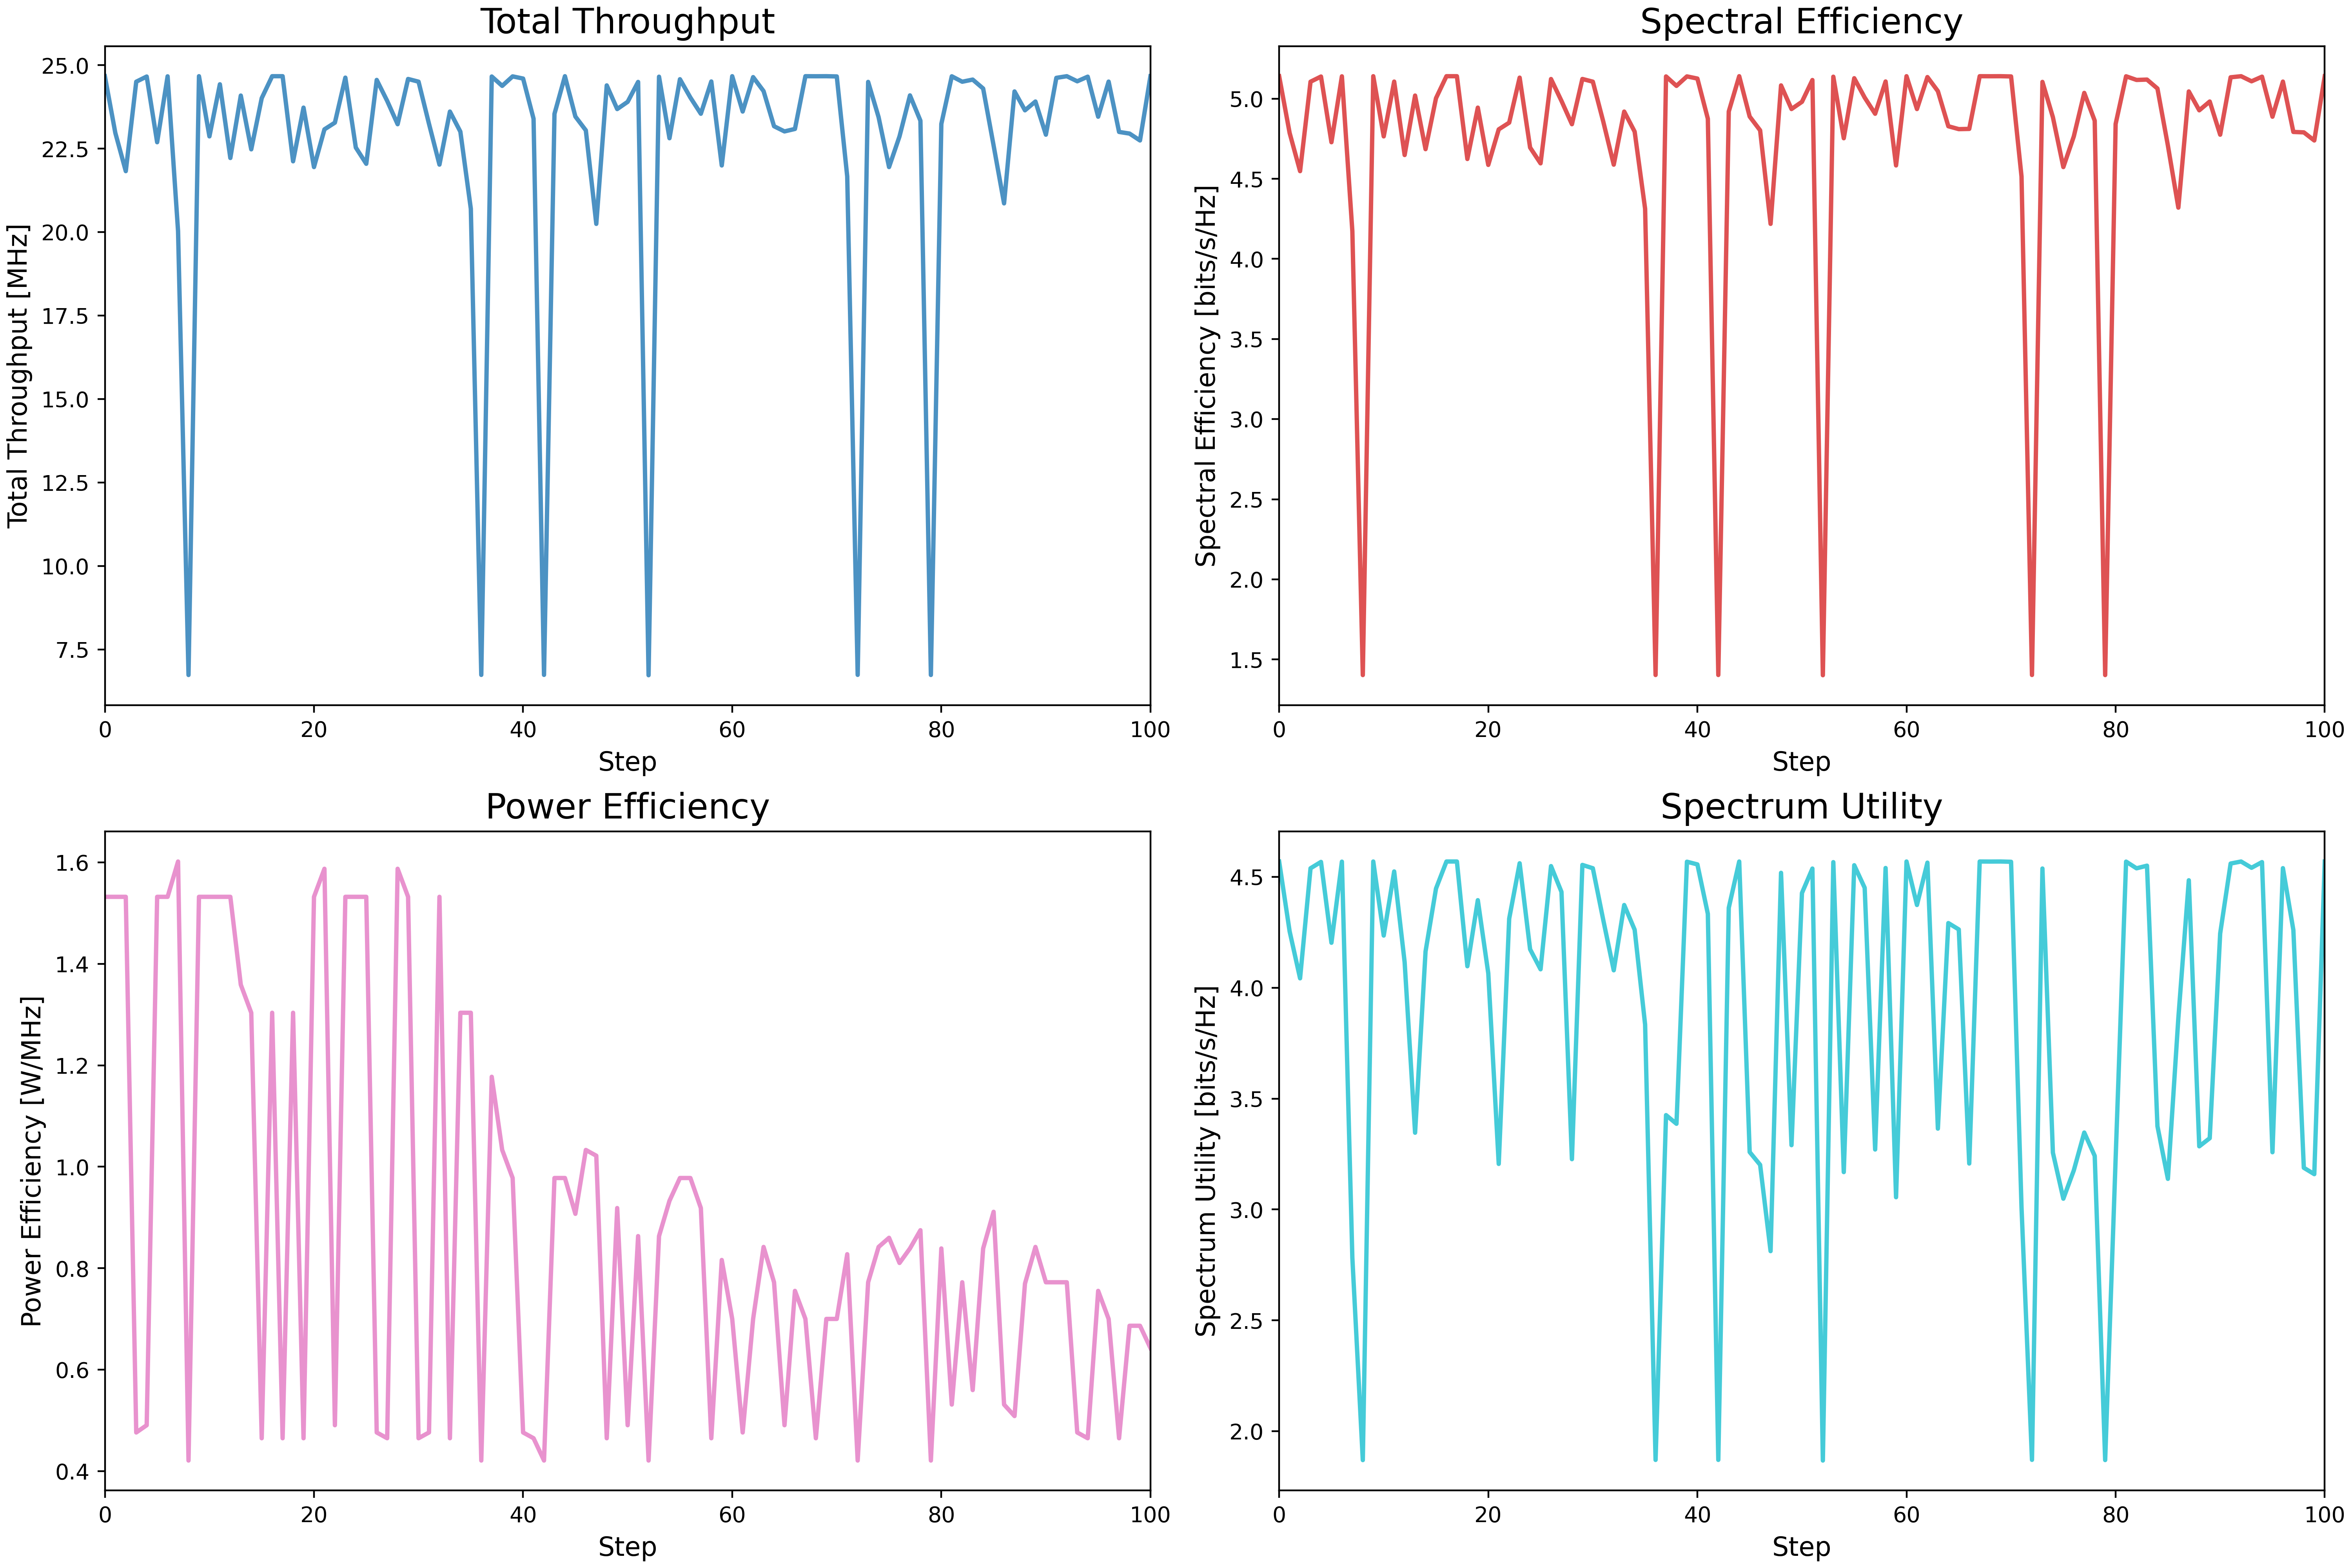 Total Throughput
Total Throughput [MHz]
25.0
22.5
20.0
17.5
15.0
12.5
10.0
7.5
0 20 40 60 80 100
Step
Spectral Efficiency
Spectral Efficiency [bits/s/Hz]
5.0
4.5
4.0
3.5
3.0
2.5
2.0
1.5
0 20 40 60 80 100
Step
Power Efficiency
Power Efficiency [W/MHz]
1.6
1.4
1.2
1.0
0.8
0.6
0.4
0 20 40 60 80 100
Step
Spectrum Utility
Spectrum Utility [bits/s/Hz]
4.5
4.0
3.5
3.0
2.5
2.0
0 20 40 60 80 100
Step